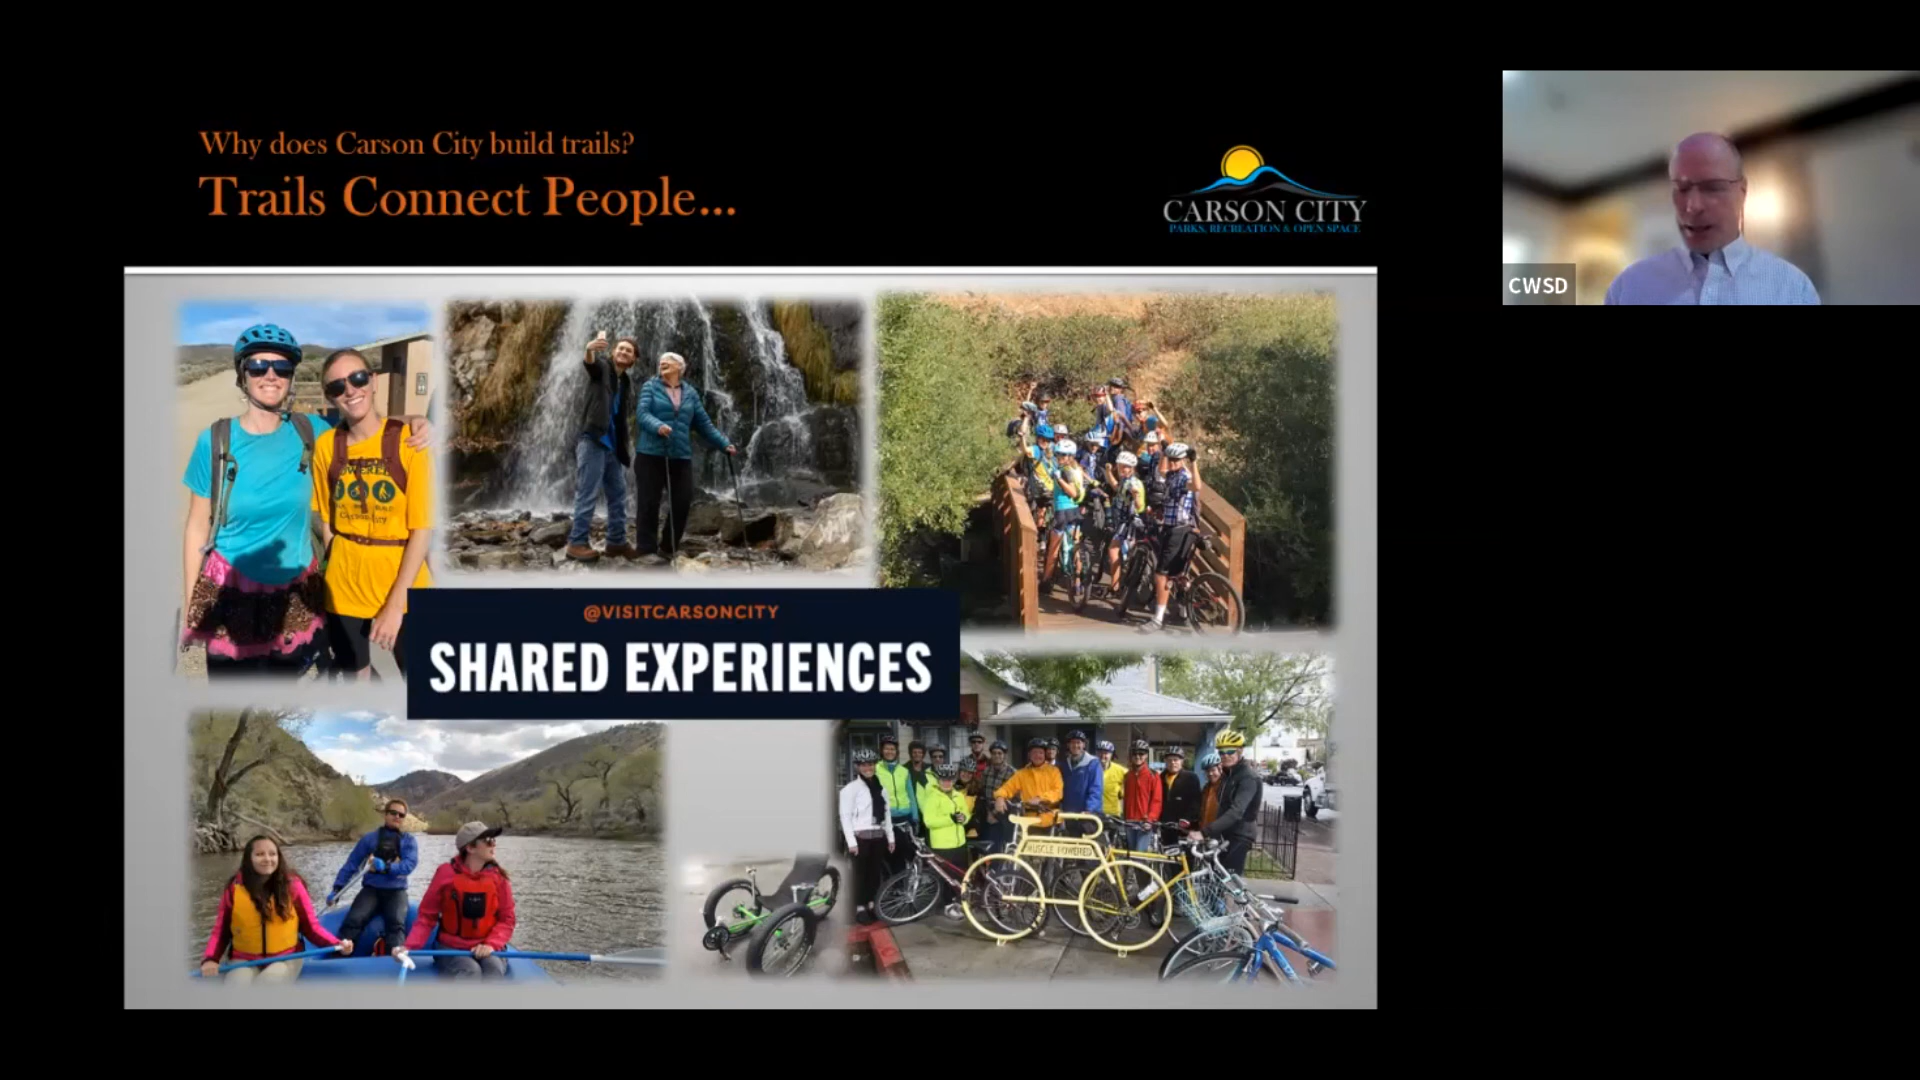 Why does Carson City build trails?
Trails Connect People...
CARSON CITY
PARKS, RECREATION & OPEN SPACE
CWSD
@VISITCARSONCITY
SHARED EXPERIENCES
MUSCLE POWERED